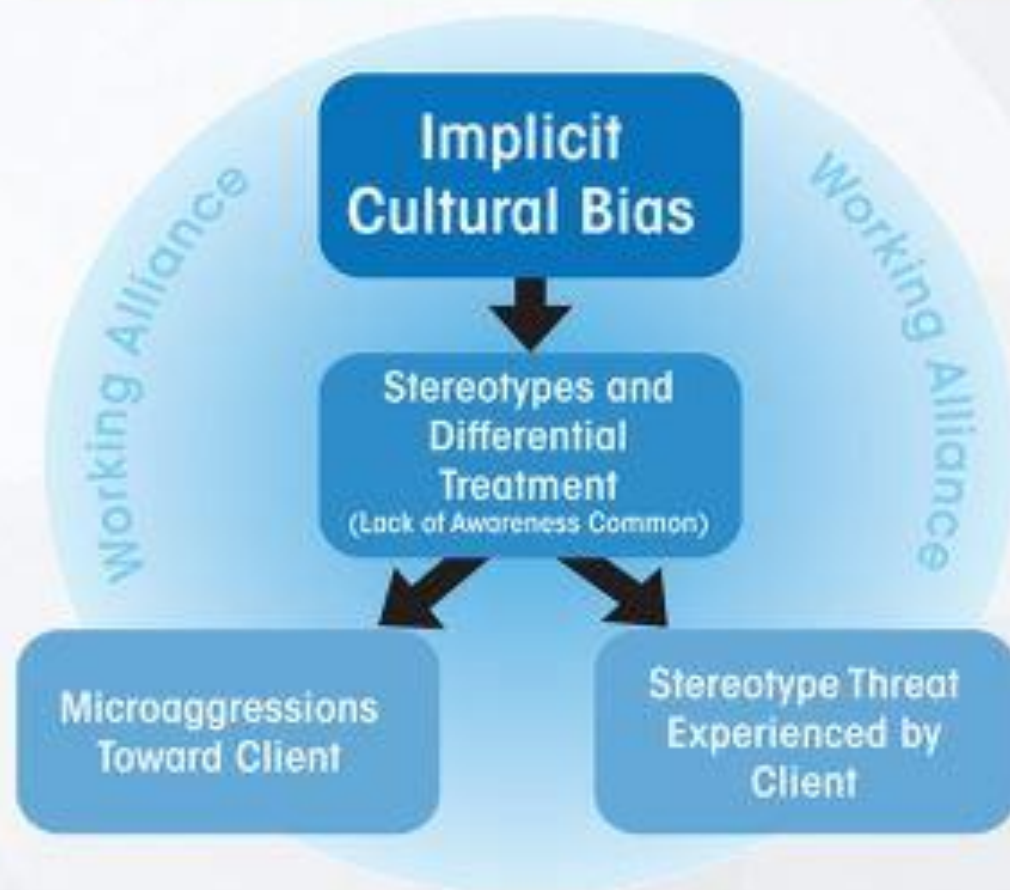 Implicit
Cultural Bias
Working Alliance
Working Alliance
Stereotypes and
Differential
Treatment
(Lack of Awareness Common)
Microaggressions
Toward Client
Stereotype Threat
Experienced by
Client